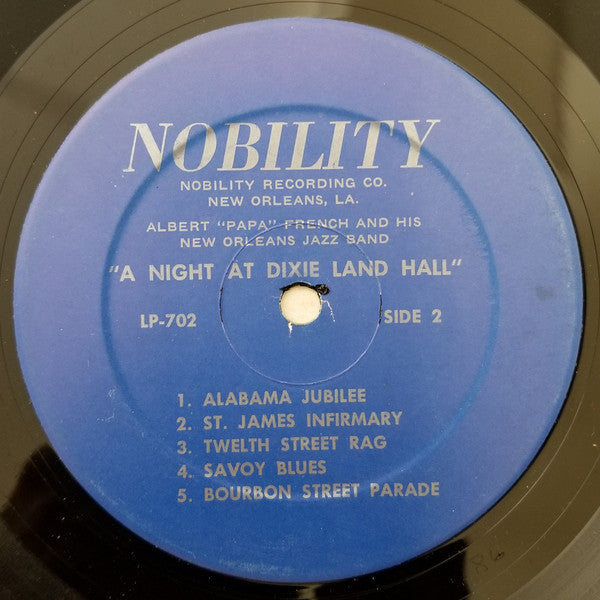 NOBILITY
NOBILITY RECORDING CO.
NEW ORLEANS, LA.
ALBERT "PAPA" FRENCH AND HIS
NEW ORLEANS JAZZ BAND
"A NIGHT AT DIXIE LAND HALL"
LP-702 SIDE 2
1. ALABAMA JUBILEE
2. ST. JAMES INFIRMARY
3. TWELTH STREET RAG
4. SAVOY BLUES
5. BOURBON STREET PARADE